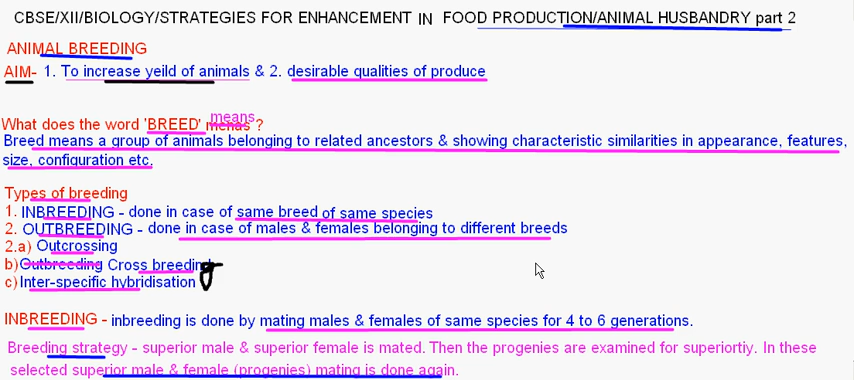 CBSE/XII/BIOLOGY/STRATEGIES FOR ENHANCEMENT IN FOOD PRODUCTION/ANIMAL HUSBANDRY part 2
ANIMAL BREEDING
AIM- 1. To increase yeild of animals & 2. desirable qualities of produce
means
What does the word 'BREED' menas ?
Breed means a group of animals belonging to related ancestors & showing characteristic similarities in appearance, features,
size, configuration etc.
Types of breeding
1. INBREEDING - done in case of same breed of same species
2. OUTBREEDING - done in case of males & females belonging to different breeds
2.a) Outcrossing
b) Outbreeding Cross breeding
c) Inter-specific hybridisation
INBREEDING - inbreeding is done by mating males & females of same species for 4 to 6 generations.
Breeding strategy - superior male & superior female is mated. Then the progenies are examined for superiortiy. In these
selected superior male & female (progenies) mating is done again.